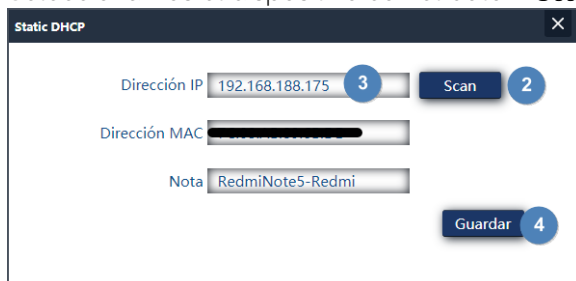 Static DHCP
Dirección IP 192.168.188.175 3 Scan 2
Dirección MAC
Nota RedmiNote5-Redmi
Guardar 4